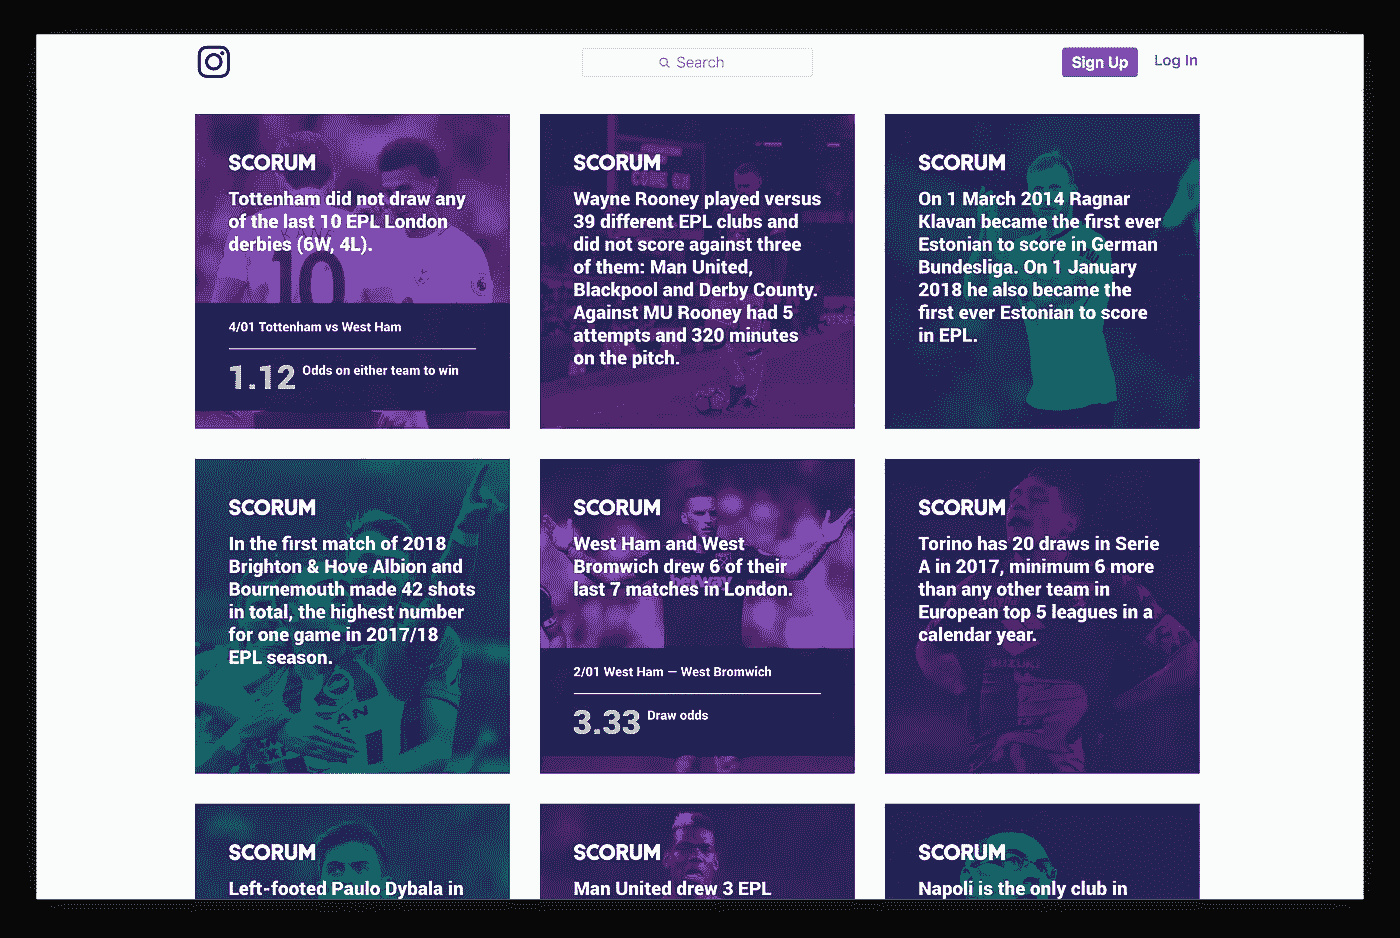 Search
Sign Up
Log In
SCORUM
Tottenham did not draw any
of the last 10 EPL London
derbies (6W, 4L).
10
4/01 Tottenham vs West Ham
1.12 Odds on either team to win
SCORUM
Wayne Rooney played versus
39 different EPL clubs and
did not score against three
of them: Man United,
Blackpool and Derby County.
Against MU Rooney had 5
attempts and 320 minutes
on the pitch.
SCORUM
On 1 March 2014 Ragnar
Klavan became the first ever
Estonian to score in German
Bundesliga. On 1 January
2018 he also became the
first ever Estonian to score
in EPL.
SCORUM
In the first match of 2018
Brighton & Hove Albion and
Bournemouth made 42 shots
in total, the highest number
for one game in 2017/18
EPL season.
SCORUM
West Ham and West
Bromwich drew 6 of their
last 7 matches in London.
betway
2/01 West Ham — West Bromwich
3.33 Draw odds
SCORUM
Torino has 20 draws in Serie
A in 2017, minimum 6 more
than any other team in
European top 5 leagues in a
calendar year.
SUZUKI
SCORUM
Left-footed Paulo Dybala in
SCORUM
Man United drew 3 EPL
SCORUM
Napoli is the only club in